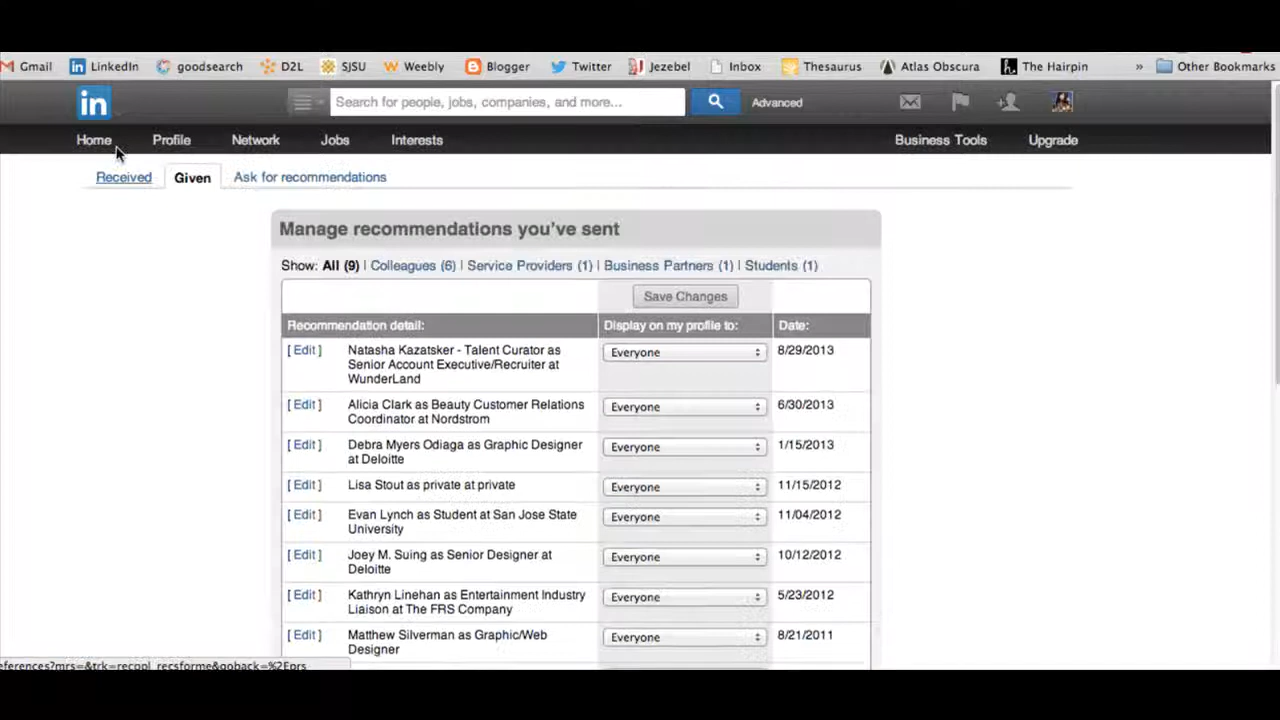 Gmail LinkedIn goodsearch D2L SJSU Weebly Blogger Twitter Jezebel Inbox Thesaurus Atlas Obscura The Hairpin » Other Bookmarks
in Search for people, jobs, companies, and more... Advanced
Home Profile Network Jobs Interests Business Tools Upgrade
Received Given Ask for recommendations
Manage recommendations you've sent
Show: All (9) | Colleagues (6) | Service Providers (1) | Business Partners (1) | Students (1)
Save Changes
Recommendation detail: Display on my profile to: Date:
[ Edit ] Natasha Kazatsker - Talent Curator as Everyone 8/29/2013
Senior Account Executive/Recruiter at
WunderLand
[ Edit ] Alicia Clark as Beauty Customer Relations Everyone 6/30/2013
Coordinator at Nordstrom
[ Edit ] Debra Myers Odiaga as Graphic Designer Everyone 1/15/2013
at Deloitte
[ Edit ] Lisa Stout as private at private Everyone 11/15/2012
[ Edit ] Evan Lynch as Student at San Jose State Everyone 11/04/2012
University
[ Edit ] Joey M. Suing as Senior Designer at Everyone 10/12/2012
Deloitte
[ Edit ] Kathryn Linehan as Entertainment Industry Everyone 5/23/2012
Liaison at The FRS Company
[ Edit ] Matthew Silverman as Graphic/Web Everyone 8/21/2011
Designer